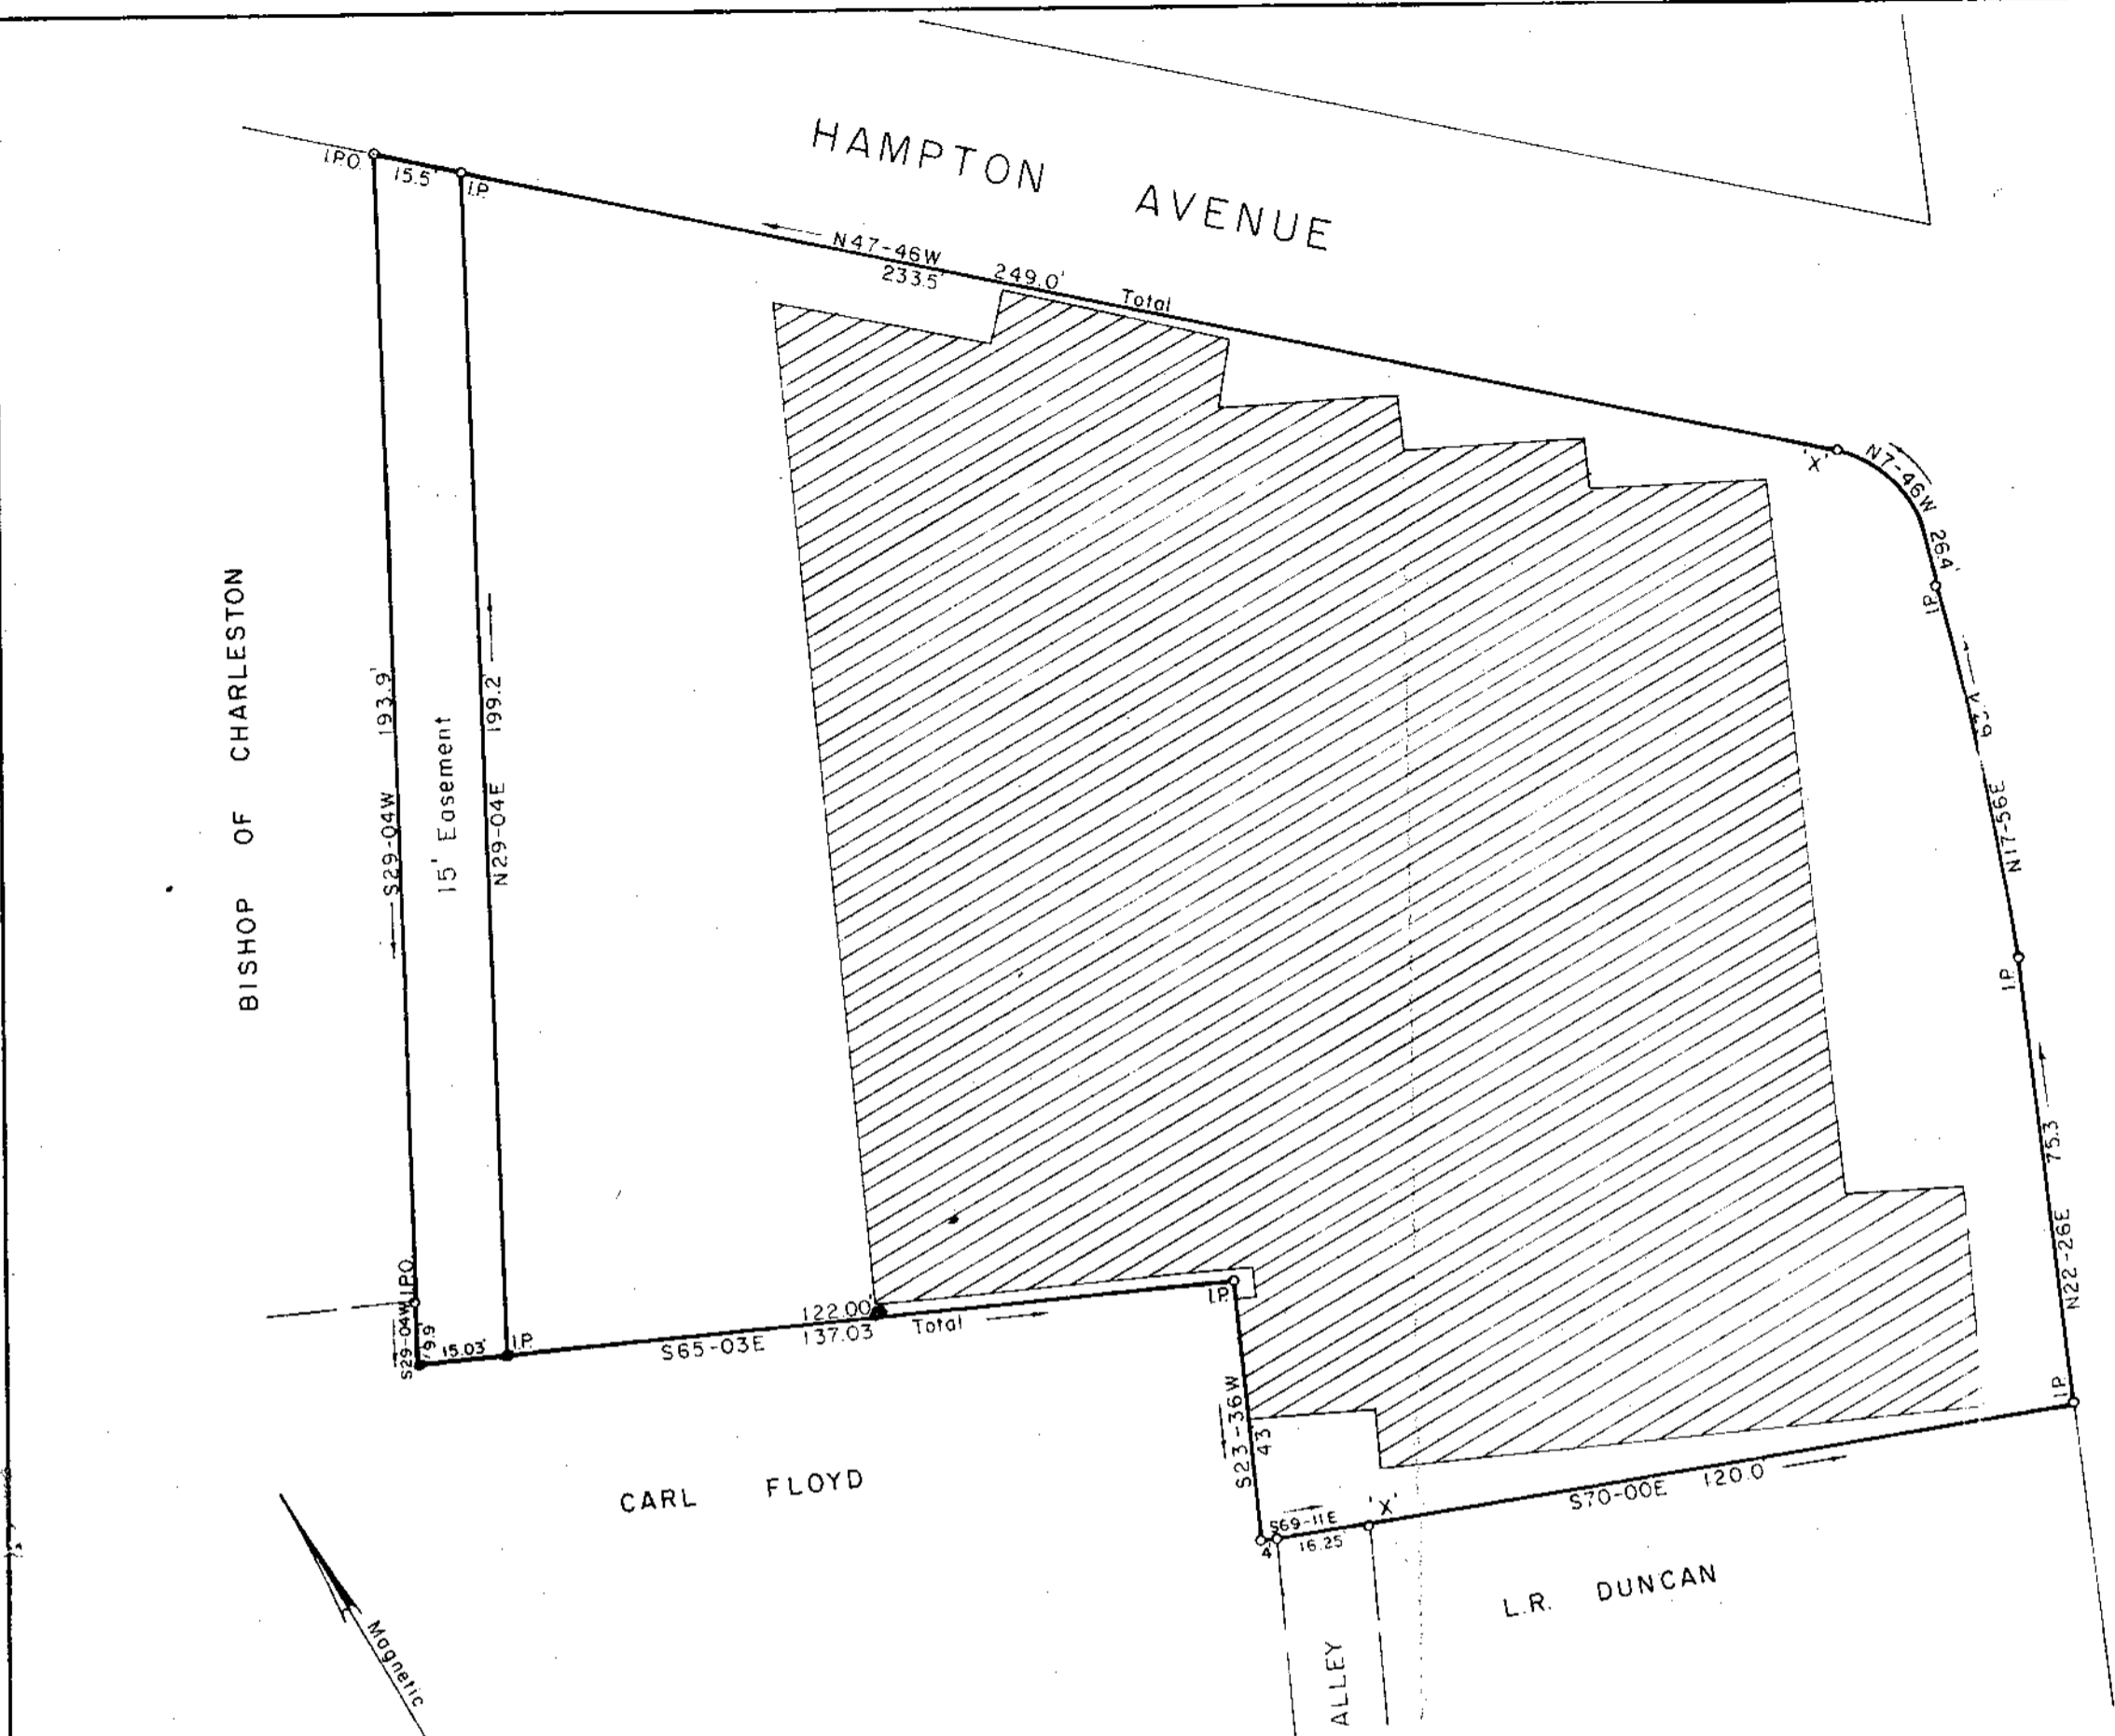 HAMPTON AVENUE
I.P.O.
15.5'
I.P.
N47-46W
233.5'
249.0' Total
'X'
N7-46W 26.4'
I.P.
N17-56E
I.P.
75.3
N22-26E
I.P.
BISHOP OF CHARLESTON
S29-04W 193.9'
15' Easement
N29-04E 199.2'
I.P.O.
S29-04W
9.9'
15.03'
I.P.
S65-03E
122.00'
137.03 Total
I.P.
S23-36W
43
S69-11E
4'
16.25'
'X'
S70-00E 120.0'
CARL FLOYD
L.R. DUNCAN
ALLEY
Magnetic